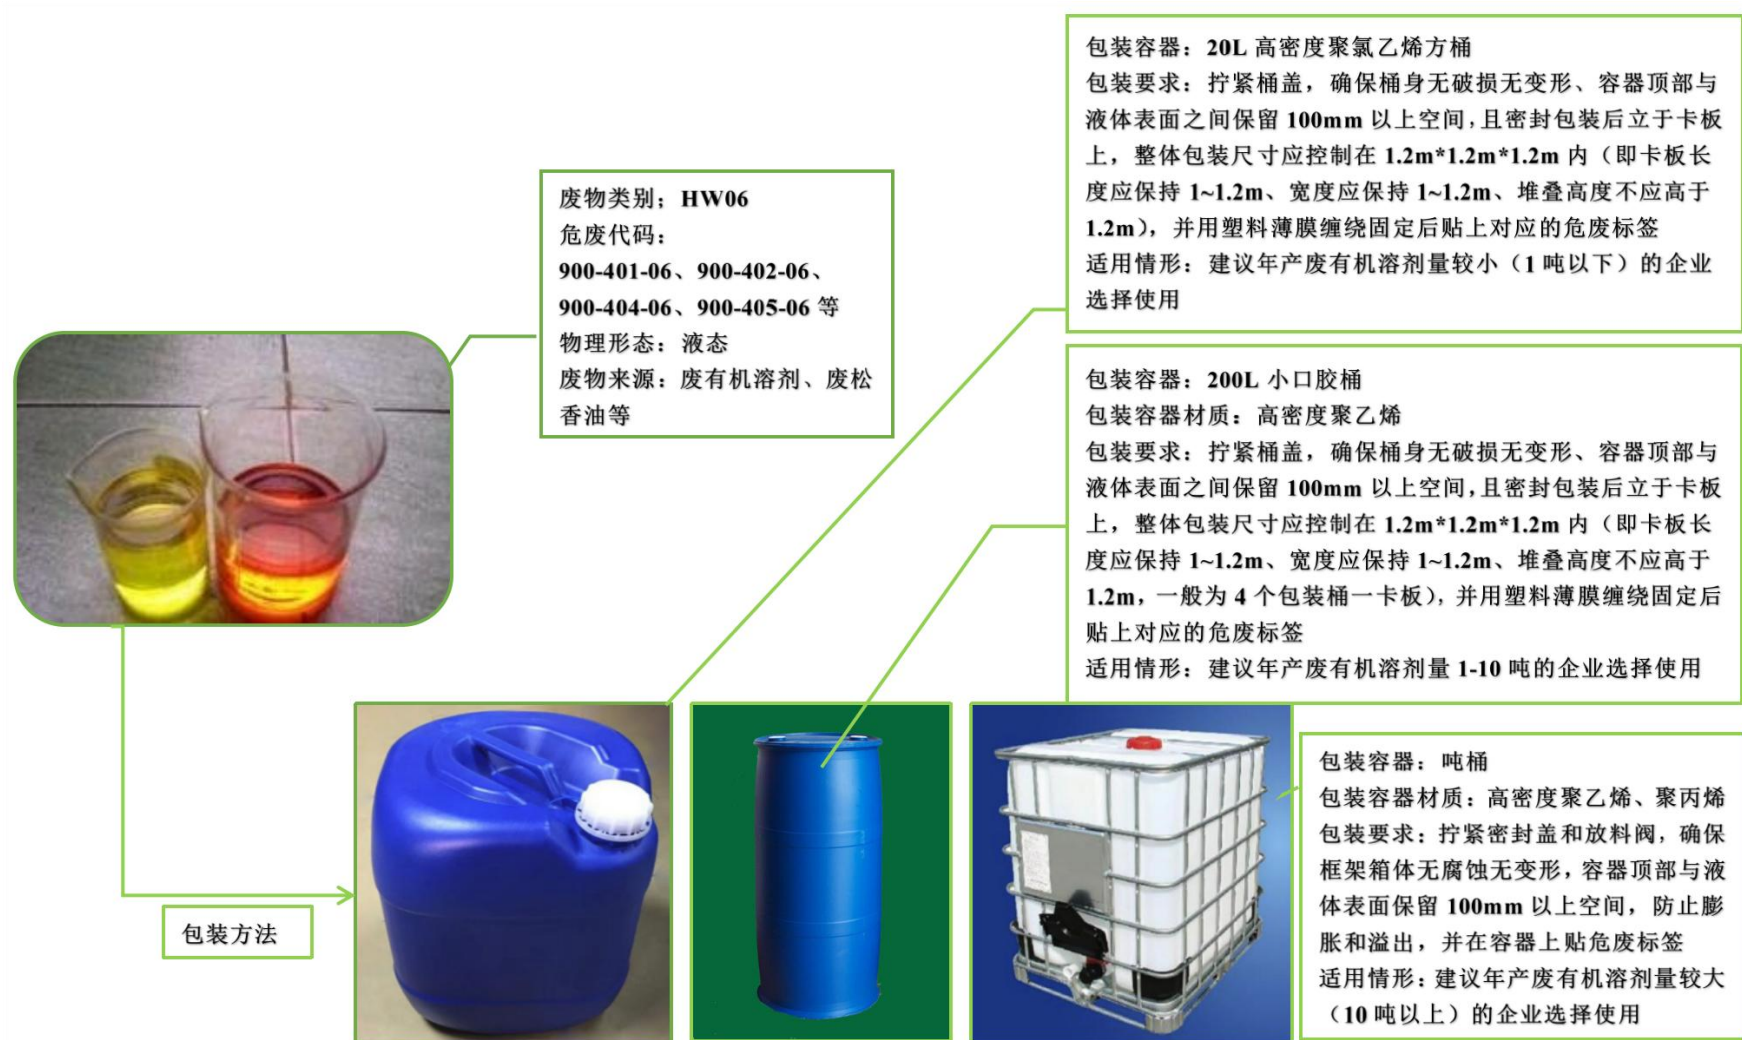 废物类别；HW06
危废代码：
900-401-06、900-402-06、
900-404-06、900-405-06 等
物理形态：液态
废物来源：废有机溶剂、废松
香油等
包装方法
包装容器：20L 高密度聚氯乙烯方桶
包装要求：拧紧桶盖，确保桶身无破损无变形、容器顶部与
液体表面之间保留 100mm 以上空间，且密封包装后立于卡板
上，整体包装尺寸应控制在 1.2m*1.2m*1.2m 内（即卡板长
度应保持 1~1.2m、宽度应保持 1~1.2m、堆叠高度不应高于
1.2m），并用塑料薄膜缠绕固定后贴上对应的危废标签
适用情形：建议年产废有机溶剂量较小（1 吨以下）的企业
选择使用
包装容器：200L 小口胶桶
包装容器材质：高密度聚乙烯
包装要求：拧紧桶盖，确保桶身无破损无变形、容器顶部与
液体表面之间保留 100mm 以上空间，且密封包装后立于卡板
上，整体包装尺寸应控制在 1.2m*1.2m*1.2m 内（即卡板长
度应保持 1~1.2m、宽度应保持 1~1.2m、堆叠高度不应高于
1.2m，一般为 4 个包装桶一卡板），并用塑料薄膜缠绕固定后
贴上对应的危废标签
适用情形：建议年产废有机溶剂量 1-10 吨的企业选择使用
包装容器：吨桶
包装容器材质：高密度聚乙烯、聚丙烯
包装要求：拧紧密封盖和放料阀，确保
框架箱体无腐蚀无变形，容器顶部与液
体表面保留 100mm 以上空间，防止膨
胀和溢出，并在容器上贴危废标签
适用情形：建议年产废有机溶剂量较大
（10 吨以上）的企业选择使用